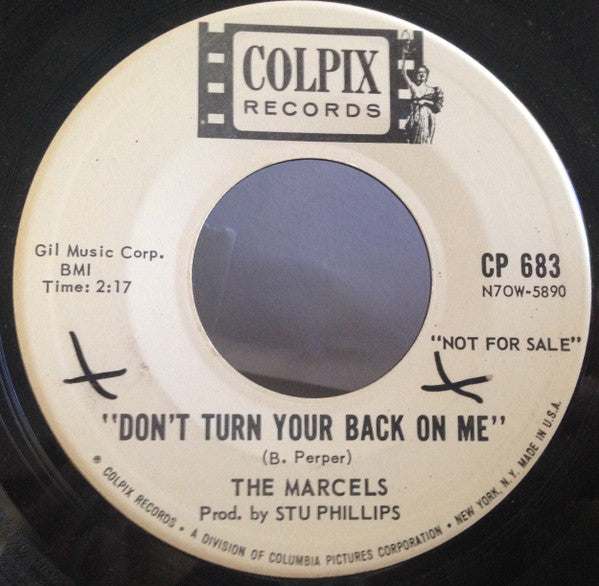 COLPIX
RECORDS
Gil Music Corp.
BMI
Time: 2:17
CP 683
N7OW-5890
"NOT FOR SALE"
"DON'T TURN YOUR BACK ON ME"
(B. Perper)
THE MARCELS
Prod. by STU PHILLIPS
® COLPIX RECORDS • A DIVISION OF COLUMBIA PICTURES CORPORATION • NEW YORK, N. Y. MADE IN U.S.A.